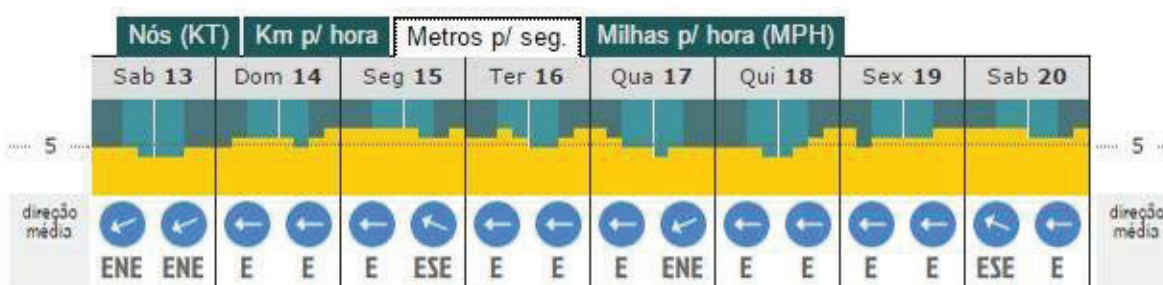 Nós (KT) Km p/ hora Metros p/ seg. Milhas p/ hora (MPH)
Sab 13 Dom 14 Seg 15 Ter 16 Qua 17 Qui 18 Sex 19 Sab 20
5 5
direção direção
média média
ENE ENE E E E ESE E E E ENE E E E E ESE E